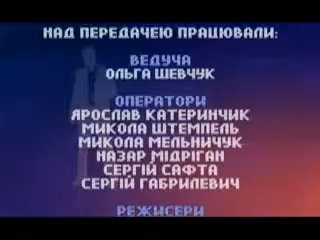 НАД ПЕРЕДАЧЕЮ ПРАЦЮВАЛИ:
ВЕДУЧА
ОЛЬГА ШЕВЧУК
ОПЕРАТОРИ
ЯРОСЛАВ КАТЕРИНЧИК
МИКОЛА ШТЕМПЕЛЬ
МИКОЛА МЕЛЬНИЧУК
НАЗАР МІДРІГАН
СЕРГІЙ САФТА
СЕРГІЙ ГАБРИЛЕВИЧ
РЕЖИСЕРИ